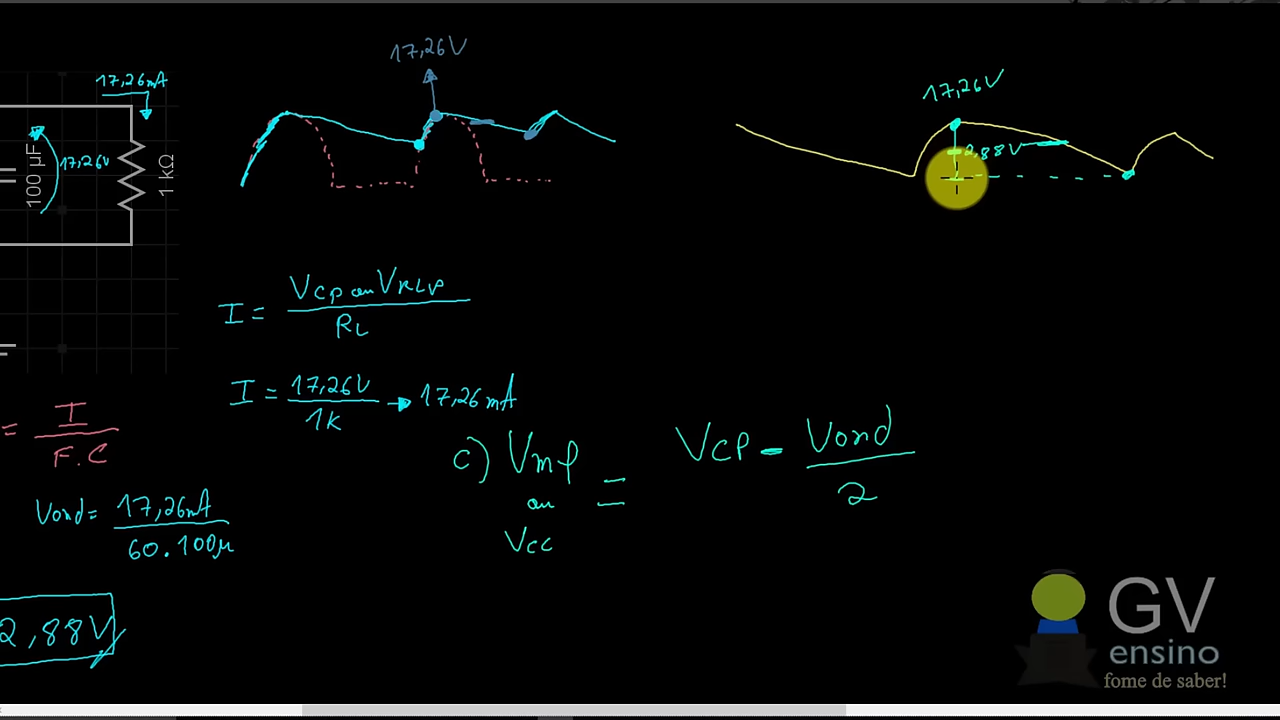 17,26V
17,26mA
17,26V
100 µF
17,26V
1 kΩ
2,88V
I = VCP ou VRLP
RL
I = 17,26V
1K
→ 17,26mA
= I
F.C
Vond = 17,26mA
60.100µ
2,88V
c) Vmf
ou
Vcc
=
VCP - Vond
2
GV
ensino
fome de saber!